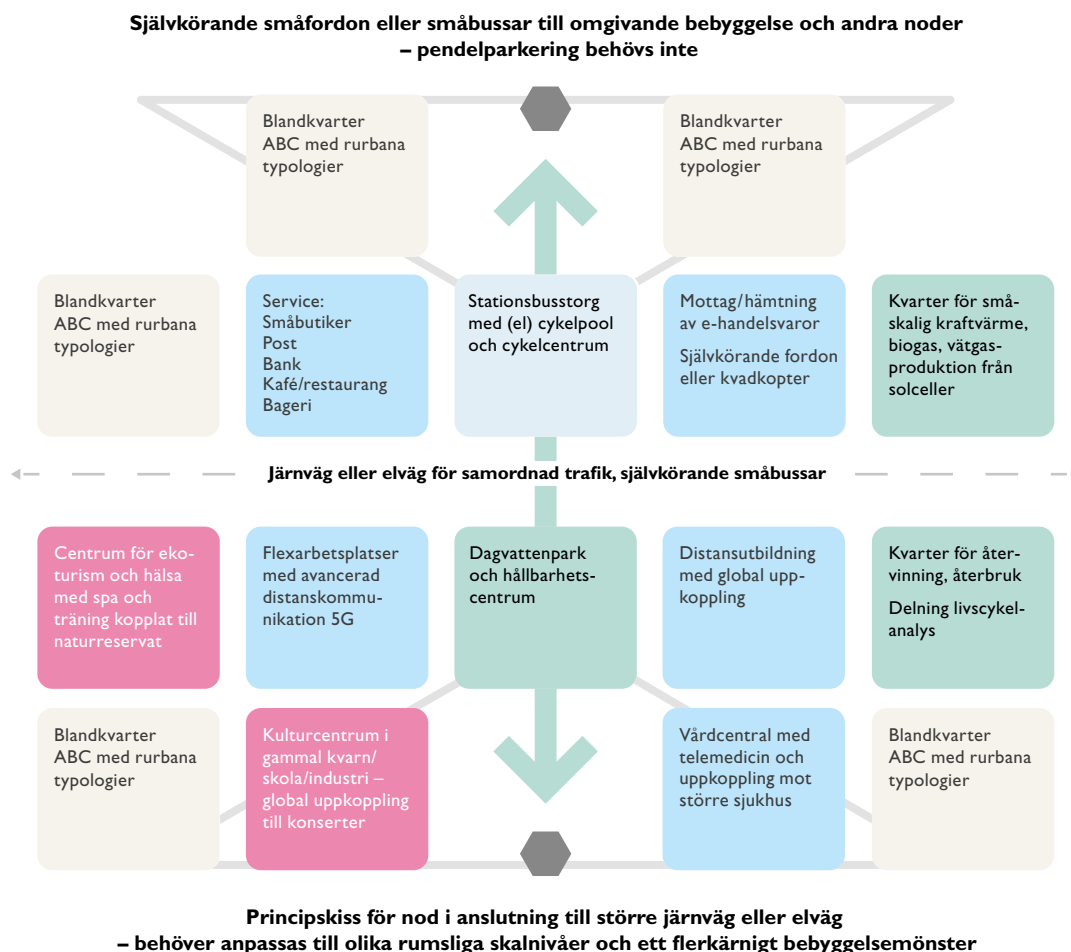 Självkörande småfordon eller småbussar till omgivande bebyggelse och andra noder
– pendelparkering behövs inte
Blandkvarter
ABC med rurbana
typologier
Blandkvarter
ABC med rurbana
typologier
Blandkvarter
ABC med rurbana
typologier
Service:
Småbutiker
Post
Bank
Kafé/restaurang
Bageri
Stationsbusstorg
med (el) cykelpool
och cykelcentrum
Mottag/hämtning
av e-handelsvaror
Självkörande fordon
eller kvadkopter
Kvarter för små-
skalig kraftvärme,
biogas, vätgas-
produktion från
solceller
Järnväg eller elväg för samordnad trafik, självkörande småbussar
Centrum för eko-
turism och hälsa
med spa och
träning kopplat till
naturreservat
Flexarbetsplatser
med avancerad
distanskommu-
nikation 5G
Dagvattenpark
och hållbarhets-
centrum
Distansutbildning
med global upp-
koppling
Kvarter för åter-
vinning, återbruk
Delning livscykel-
analys
Blandkvarter
ABC med rurbana
typologier
Kulturcentrum i
gammal kvarn/
skola/industri –
global uppkoppling
till konserter
Vårdcentral med
telemedicin och
uppkoppling mot
större sjukhus
Blandkvarter
ABC med rurbana
typologier
Principskiss för nod i anslutning till större järnväg eller elväg
– behöver anpassas till olika rumsliga skalnivåer och ett flerkärnigt bebyggelsemönster